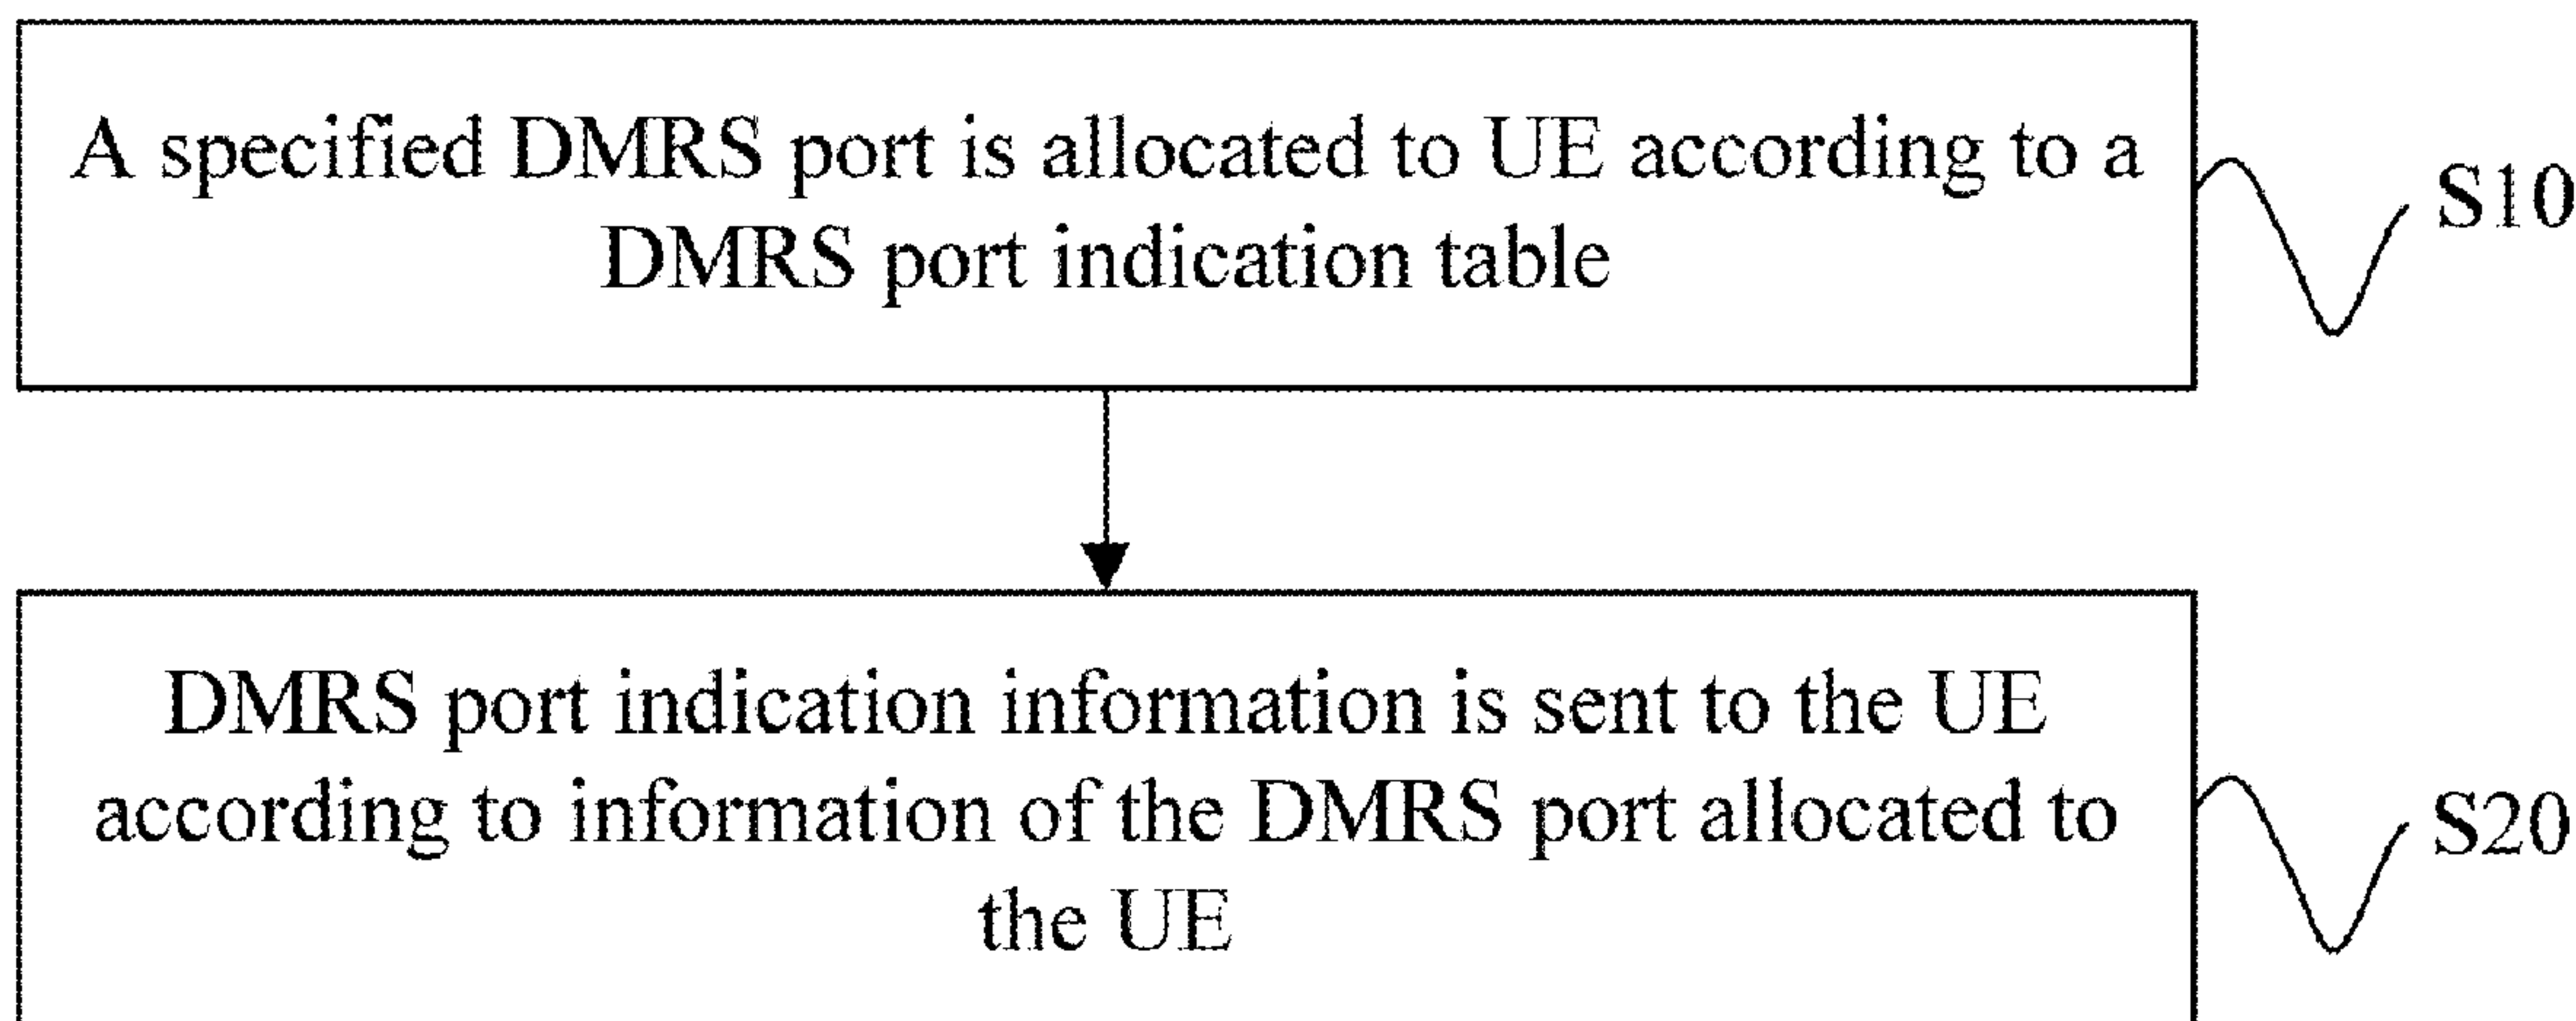 A specified DMRS port is allocated to UE according to a
DMRS port indication table
S10
DMRS port indication information is sent to the UE
according to information of the DMRS port allocated to
the UE
S20